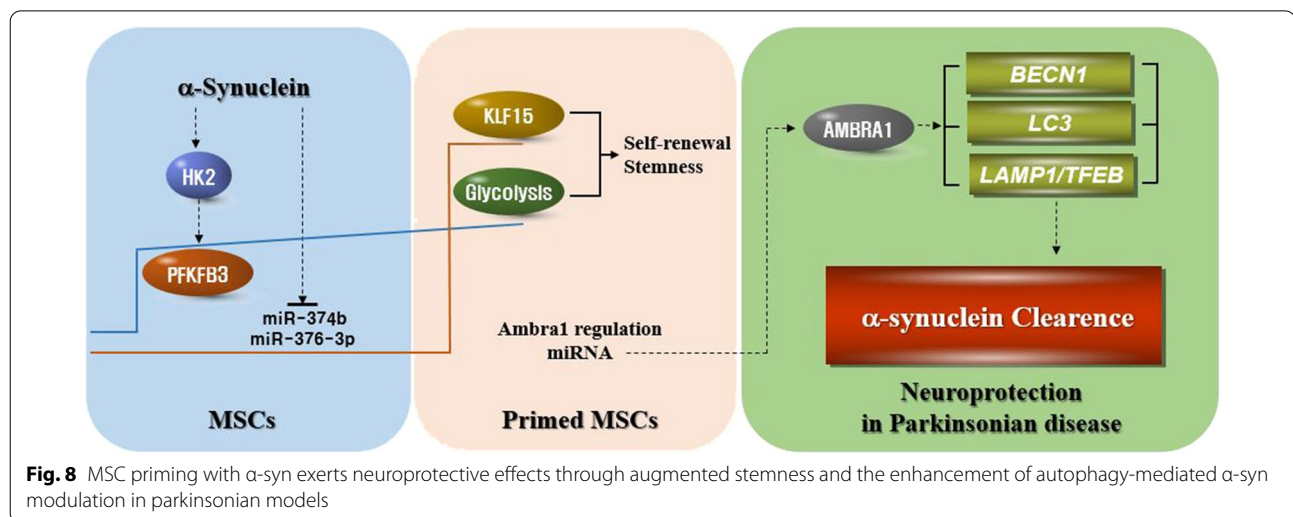 α-Synuclein
HK2
PFKFB3
miR-374b
miR-376-3p
MSCs
KLF15
Glycolysis
Self-renewal
Stemness
Ambra1 regulation
miRNA
Primed MSCs
AMBRA1
BECN1
LC3
LAMP1/TFEB
α-synuclein Clearence
Neuroprotection
in Parkinsonian disease
Fig. 8 MSC priming with α-syn exerts neuroprotective effects through augmented stemness and the enhancement of autophagy-mediated α-syn
modulation in parkinsonian models